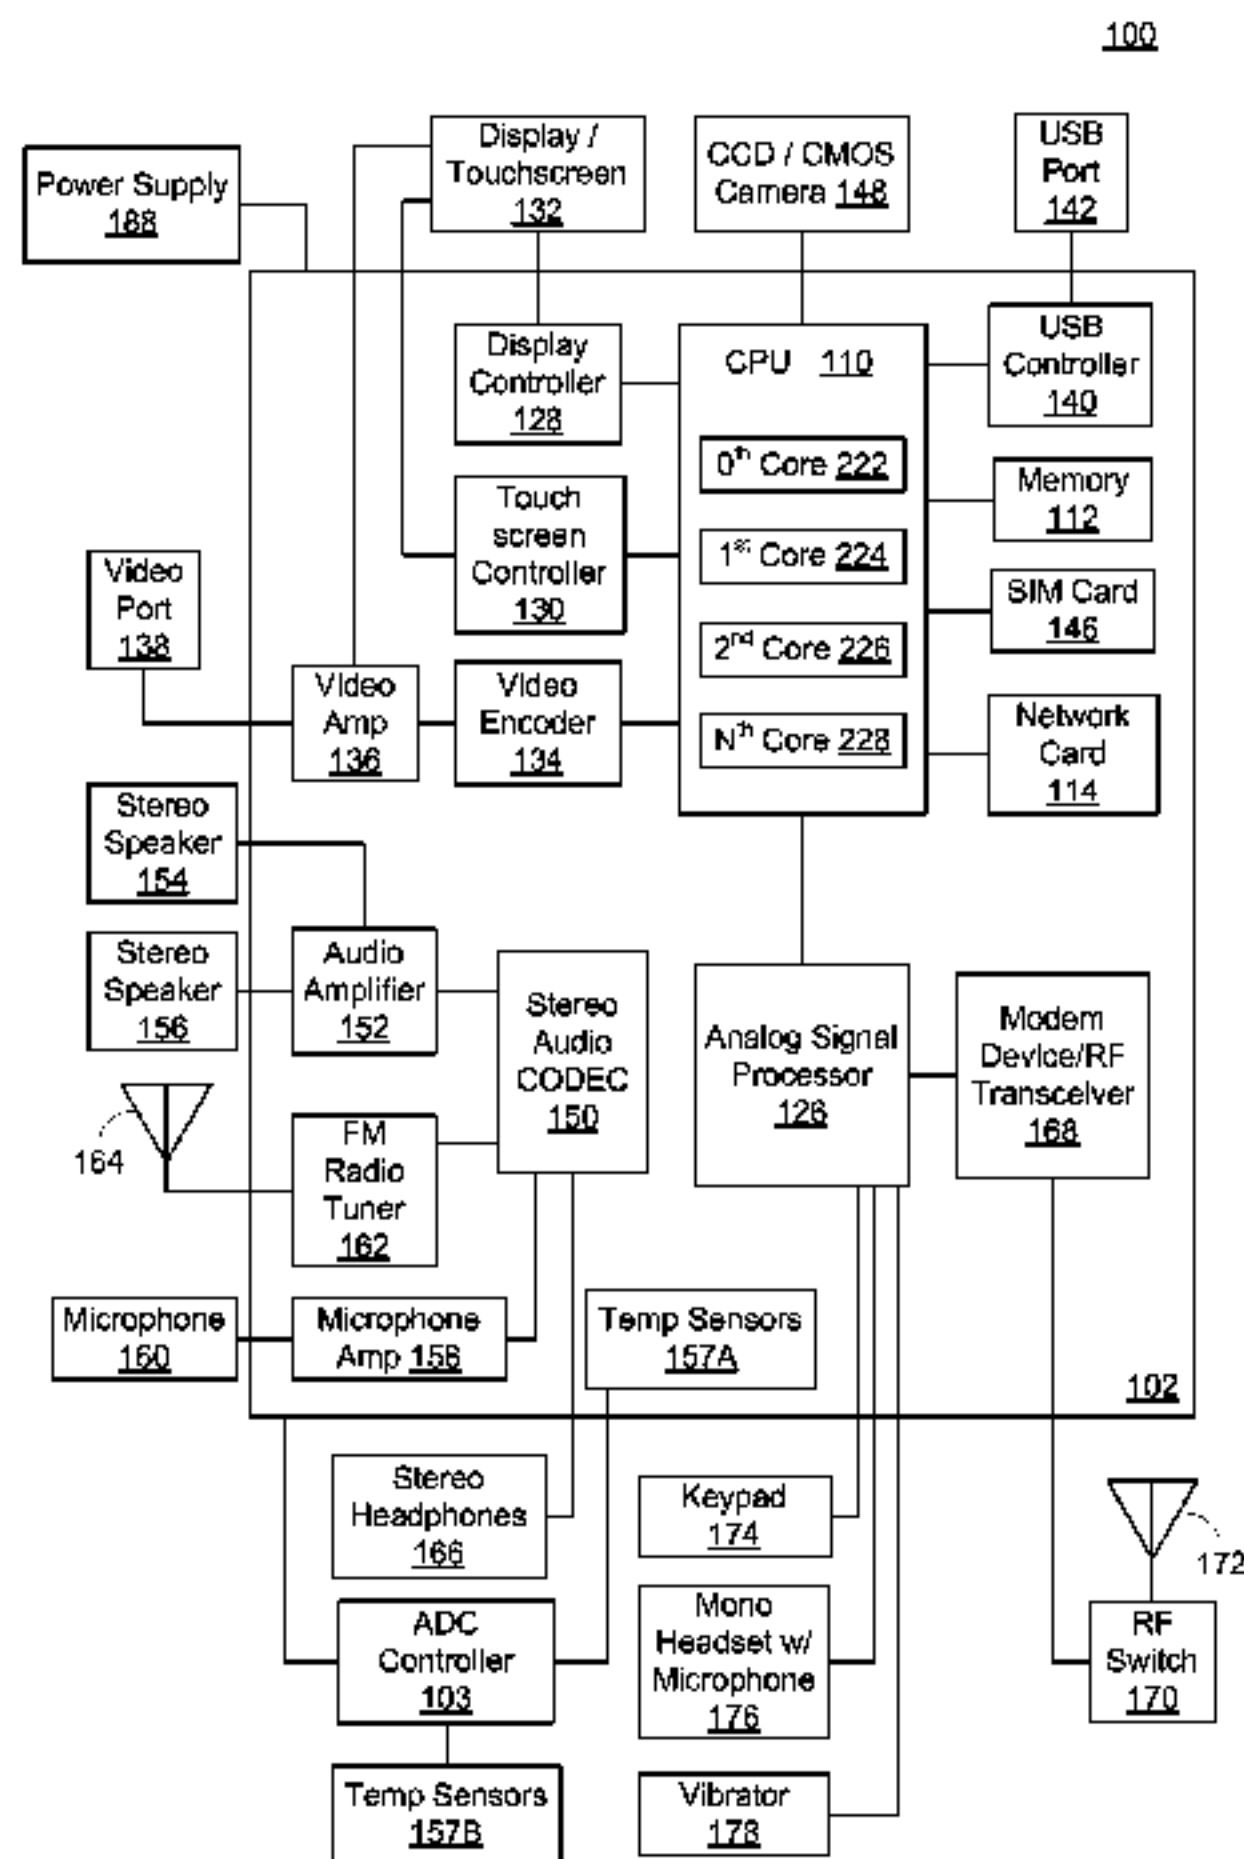 100
Power Supply
188
Display /
Touchscreen
132
CCD / CMOS
Camera 148
USB
Port
142
Display
Controller
128
CPU 110
USB
Controller
140
0th Core 222
1st Core 224
2nd Core 226
Nth Core 228
Memory
112
SIM Card
146
Network
Card
114
Touch
screen
Controller
130
Video
Port
138
Video
Amp
136
Video
Encoder
134
Stereo
Speaker
154
Stereo
Speaker
156
Audio
Amplifier
152
Stereo
Audio
CODEC
150
Analog Signal
Processor
126
Modem
Device/RF
Transceiver
168
164
FM
Radio
Tuner
162
Microphone
160
Microphone
Amp 158
Temp Sensors
157A
102
Stereo
Headphones
166
Keypad
174
172
ADC
Controller
103
Mono
Headset w/
Microphone
176
RF
Switch
170
Temp Sensors
157B
Vibrator
178